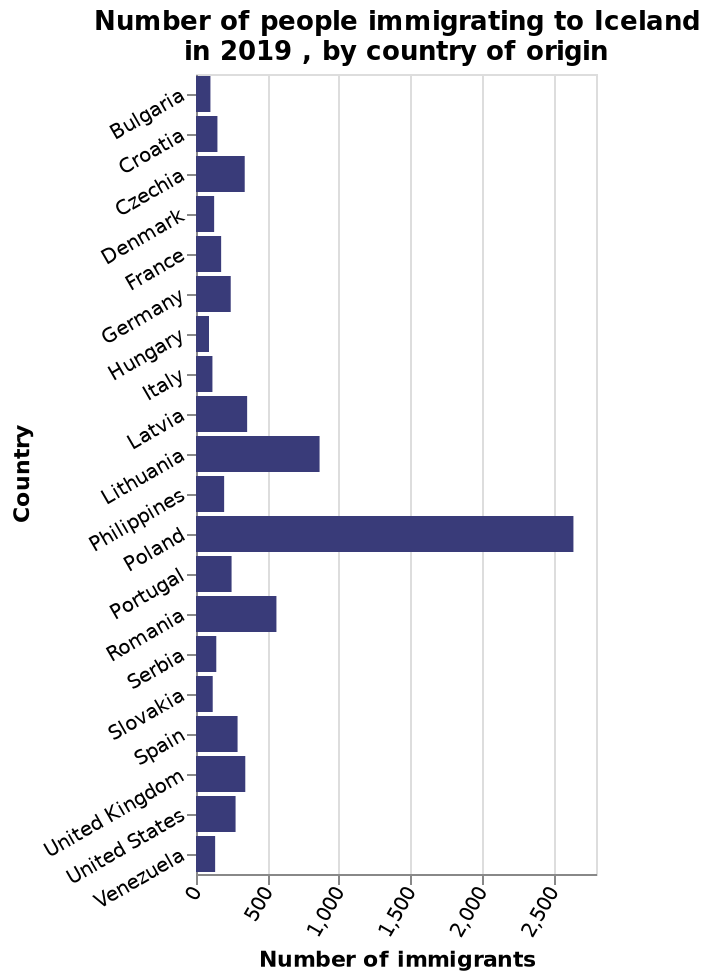 Number of people immigrating to Iceland
in 2019 , by country of origin
Country
Bulgaria
Croatia
Czechia
Denmark
France
Germany
Hungary
Italy
Latvia
Lithuania
Philippines
Poland
Portugal
Romania
Serbia
Slovakia
Spain
United Kingdom
United States
Venezuela
0
500
1,000
1,500
2,000
2,500
Number of immigrants